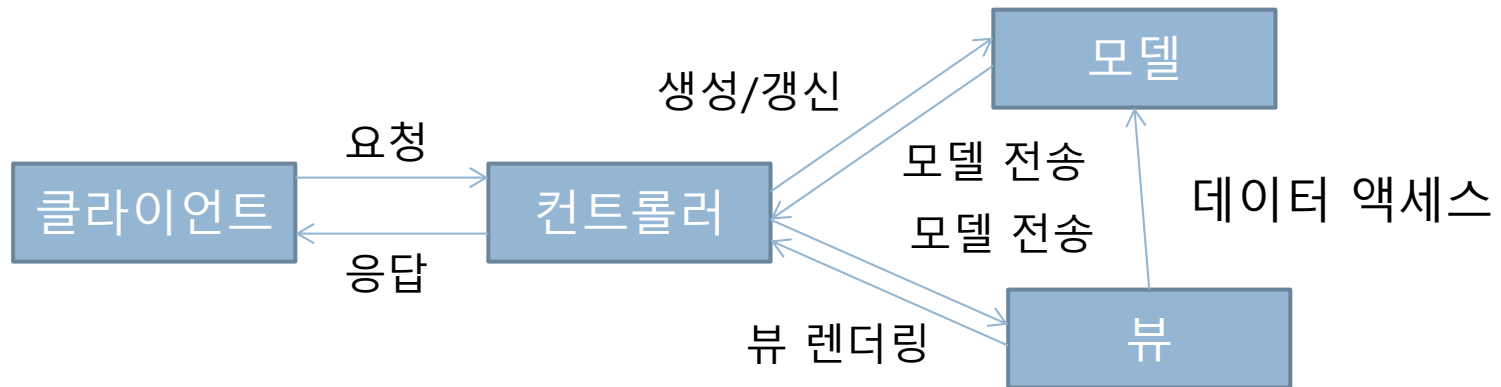 모델
생성/갱신
요청
모델 전송
클라이언트
컨트롤러
데이터 액세스
모델 전송
응답
뷰 렌더링
뷰